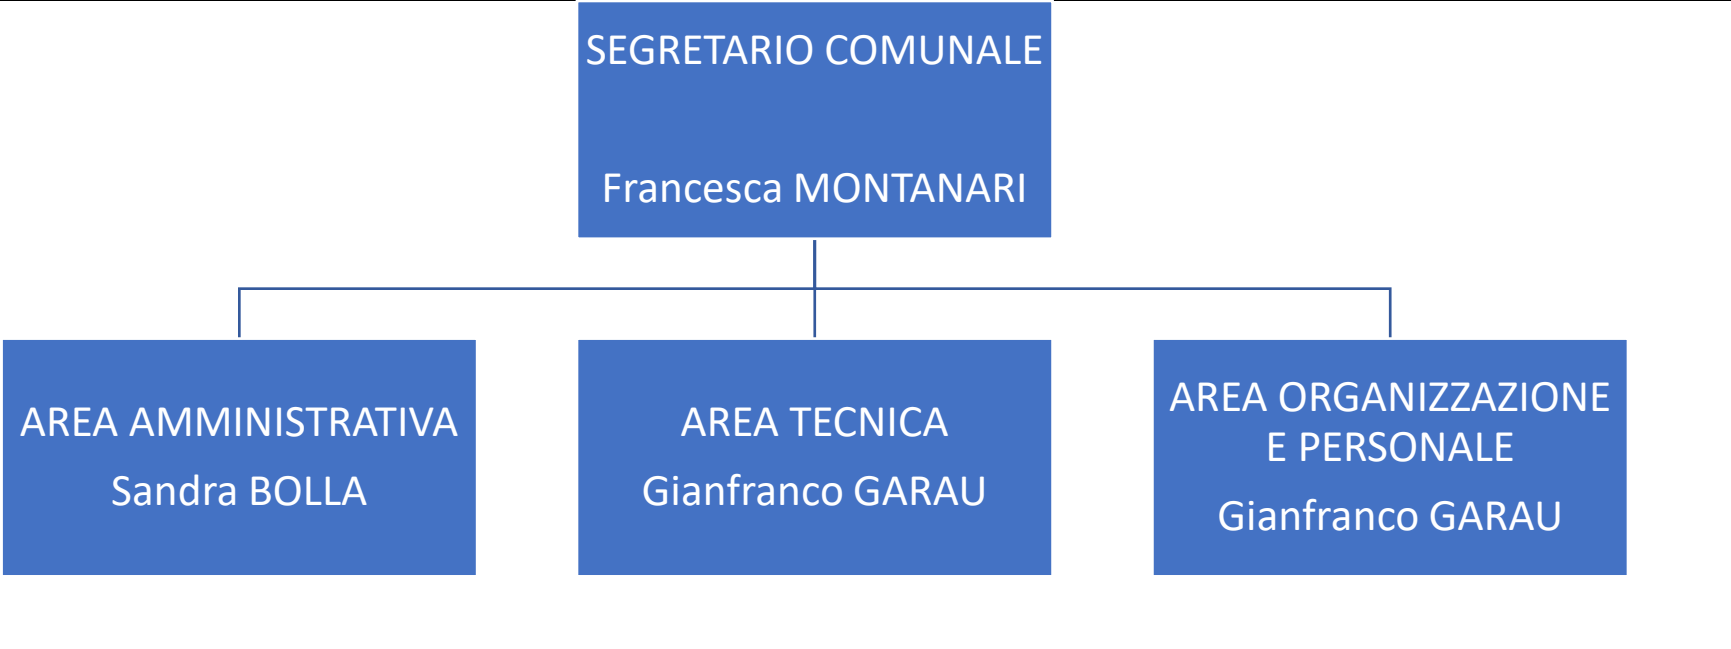 SEGRETARIO COMUNALE
Francesca MONTANARI
AREA AMMINISTRATIVA
Sandra BOLLA
AREA TECNICA
Gianfranco GARAU
AREA ORGANIZZAZIONE
E PERSONALE
Gianfranco GARAU